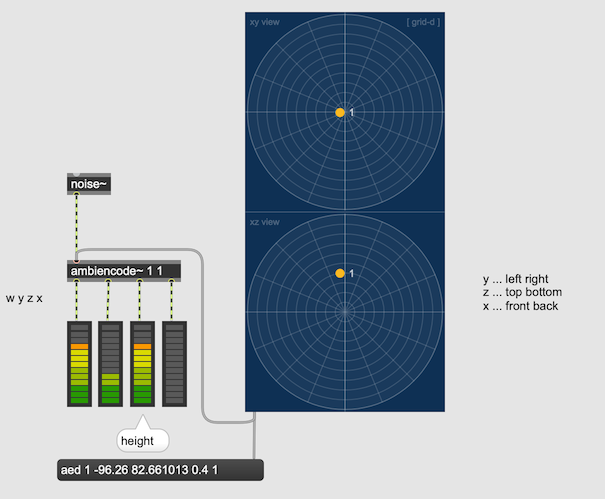 xy view
[ grid-d ]
1
noise~
xz view
ambiencode~ 1 1
1
y ... left right
z ... top bottom
x ... front back
w y z x
height
aed 1 -96.26 82.661013 0.4 1